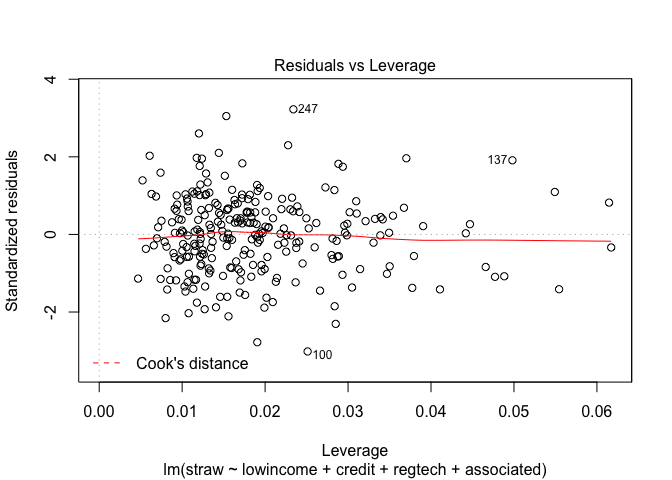 Residuals vs Leverage
Standardized residuals
4
2
0
-2
247
137
100
Cook's distance
0.00 0.01 0.02 0.03 0.04 0.05 0.06
Leverage
lm(straw ~ lowincome + credit + regtech + associated)